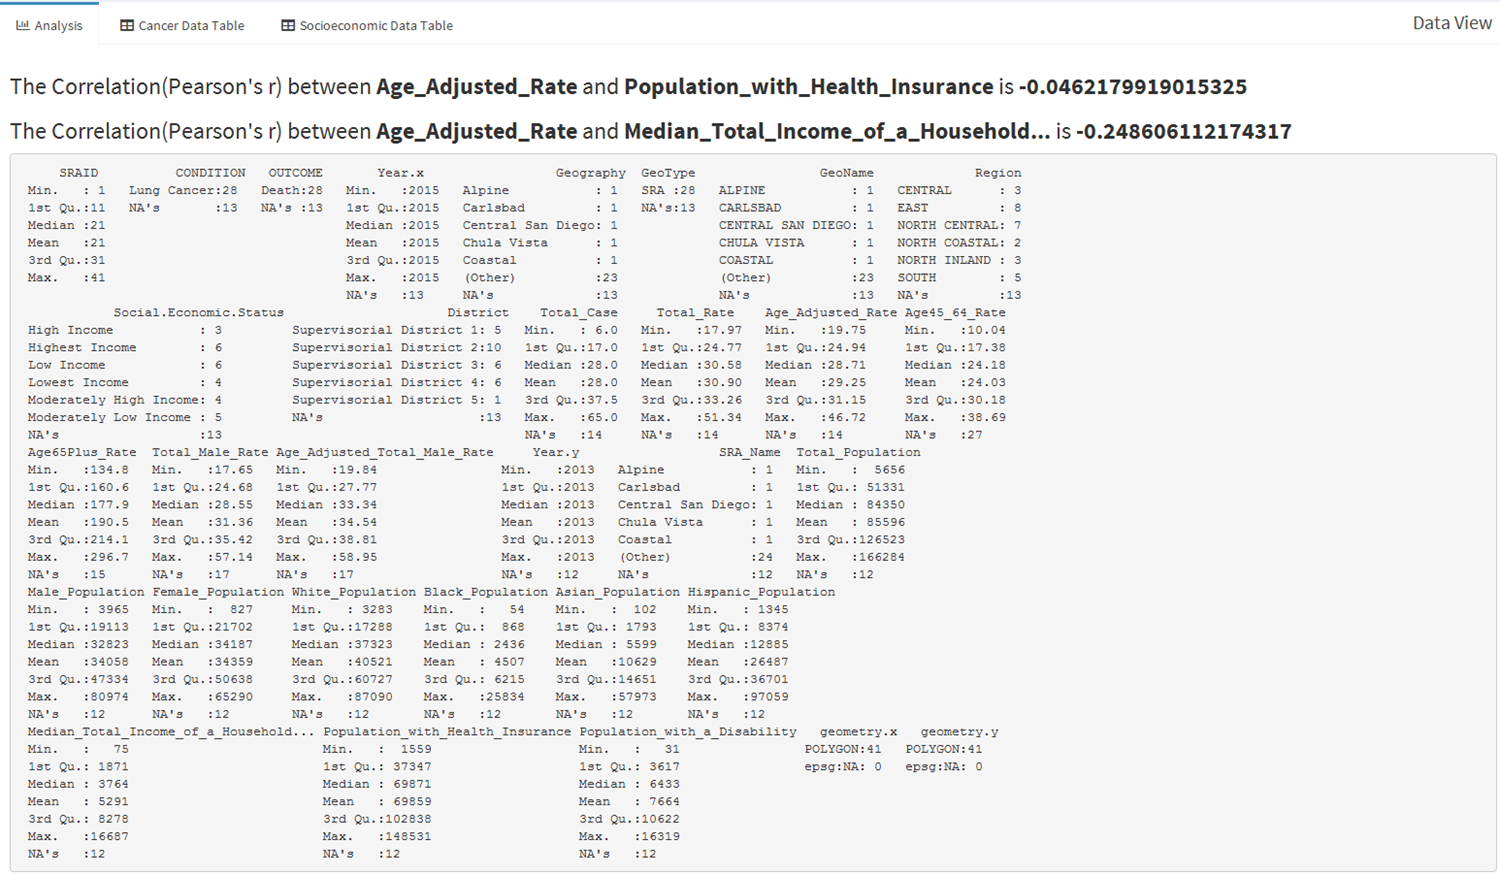 Analysis Cancer Data Table Socioeconomic Data Table Data View
The Correlation(Pearson's r) between Age_Adjusted_Rate and Population_with_Health_Insurance is -0.0462179919015325
The Correlation(Pearson's r) between Age_Adjusted_Rate and Median_Total_Income_of_a_Household... is -0.248606112174317
SRAID CONDITION OUTCOME Year.x Geography GeoType GeoName Region
Min. : 1 Lung Cancer:28 Death:28 Min. :2015 Alpine : 1 SRA :28 ALPINE : 1 CENTRAL : 3
1st Qu.:11 NA's :13 NA's :13 1st Qu.:2015 Carlsbad : 1 NA's:13 CARLSBAD : 1 EAST : 8
Median :21 Median :2015 Central San Diego: 1 CENTRAL SAN DIEGO: 1 NORTH CENTRAL: 7
Mean :21 Mean :2015 Chula Vista : 1 CHULA VISTA : 1 NORTH COASTAL: 2
3rd Qu.:31 3rd Qu.:2015 Coastal : 1 COASTAL : 1 NORTH INLAND : 3
Max. :41 Max. :2015 (Other) :23 (Other) :23 SOUTH : 5
NA's :13 NA's :13 NA's :13 NA's :13
Social.Economic.Status District Total_Case Total_Rate Age_Adjusted_Rate Age45_64_Rate
High Income : 3 Supervisorial District 1: 5 Min. : 6.0 Min. :17.97 Min. :19.75 Min. :10.04
Highest Income : 6 Supervisorial District 2:10 1st Qu.:17.0 1st Qu.:24.77 1st Qu.:24.94 1st Qu.:17.38
Low Income : 6 Supervisorial District 3: 6 Median :28.0 Median :30.58 Median :28.71 Median :24.18
Lowest Income : 4 Supervisorial District 4: 6 Mean :28.0 Mean :30.90 Mean :29.25 Mean :24.03
Moderately High Income: 4 Supervisorial District 5: 1 3rd Qu.:37.5 3rd Qu.:33.26 3rd Qu.:31.15 3rd Qu.:30.18
Moderately Low Income : 5 NA's :13 Max. :65.0 Max. :51.34 Max. :46.72 Max. :38.69
NA's :13 NA's :14 NA's :14 NA's :14 NA's :27
Age65Plus_Rate Total_Male_Rate Age_Adjusted_Total_Male_Rate Year.y SRA_Name Total_Population
Min. :134.8 Min. :17.65 Min. :19.84 Min. :2013 Alpine : 1 Min. : 5656
1st Qu.:160.6 1st Qu.:24.68 1st Qu.:27.77 1st Qu.:2013 Carlsbad : 1 1st Qu.: 51331
Median :177.9 Median :28.55 Median :33.34 Median :2013 Central San Diego: 1 Median : 84350
Mean :190.5 Mean :31.36 Mean :34.54 Mean :2013 Chula Vista : 1 Mean : 85596
3rd Qu.:214.1 3rd Qu.:35.42 3rd Qu.:38.81 3rd Qu.:2013 Coastal : 1 3rd Qu.:126523
Max. :296.7 Max. :57.14 Max. :58.95 Max. :2013 (Other) :24 Max. :166284
NA's :15 NA's :17 NA's :17 NA's :12 NA's :12 NA's :12
Male_Population Female_Population White_Population Black_Population Asian_Population Hispanic_Population
Min. : 3965 Min. : 827 Min. : 3283 Min. : 54 Min. : 102 Min. : 1345
1st Qu.:19113 1st Qu.:21702 1st Qu.:17288 1st Qu.: 868 1st Qu.: 1793 1st Qu.: 8374
Median :32823 Median :34187 Median :37323 Median : 2436 Median : 5599 Median :12885
Mean :34058 Mean :34359 Mean :40521 Mean : 4507 Mean :10629 Mean :26487
3rd Qu.:47334 3rd Qu.:50638 3rd Qu.:60727 3rd Qu.: 6215 3rd Qu.:14651 3rd Qu.:36701
Max. :80974 Max. :65290 Max. :87090 Max. :25834 Max. :57973 Max. :97059
NA's :12 NA's :12 NA's :12 NA's :12 NA's :12 NA's :12
Median_Total_Income_of_a_Household... Population_with_Health_Insurance Population_with_a_Disability geometry.x geometry.y
Min. : 75 Min. : 1559 Min. : 31 POLYGON:41 POLYGON:41
1st Qu.: 1871 1st Qu.: 37347 1st Qu.: 3617 epsg:NA: 0 epsg:NA: 0
Median : 3764 Median : 69871 Median : 6433
Mean : 5291 Mean : 69859 Mean : 7664
3rd Qu.: 8278 3rd Qu.:102838 3rd Qu.:10622
Max. :16687 Max. :148531 Max. :16319
NA's :12 NA's :12 NA's :12